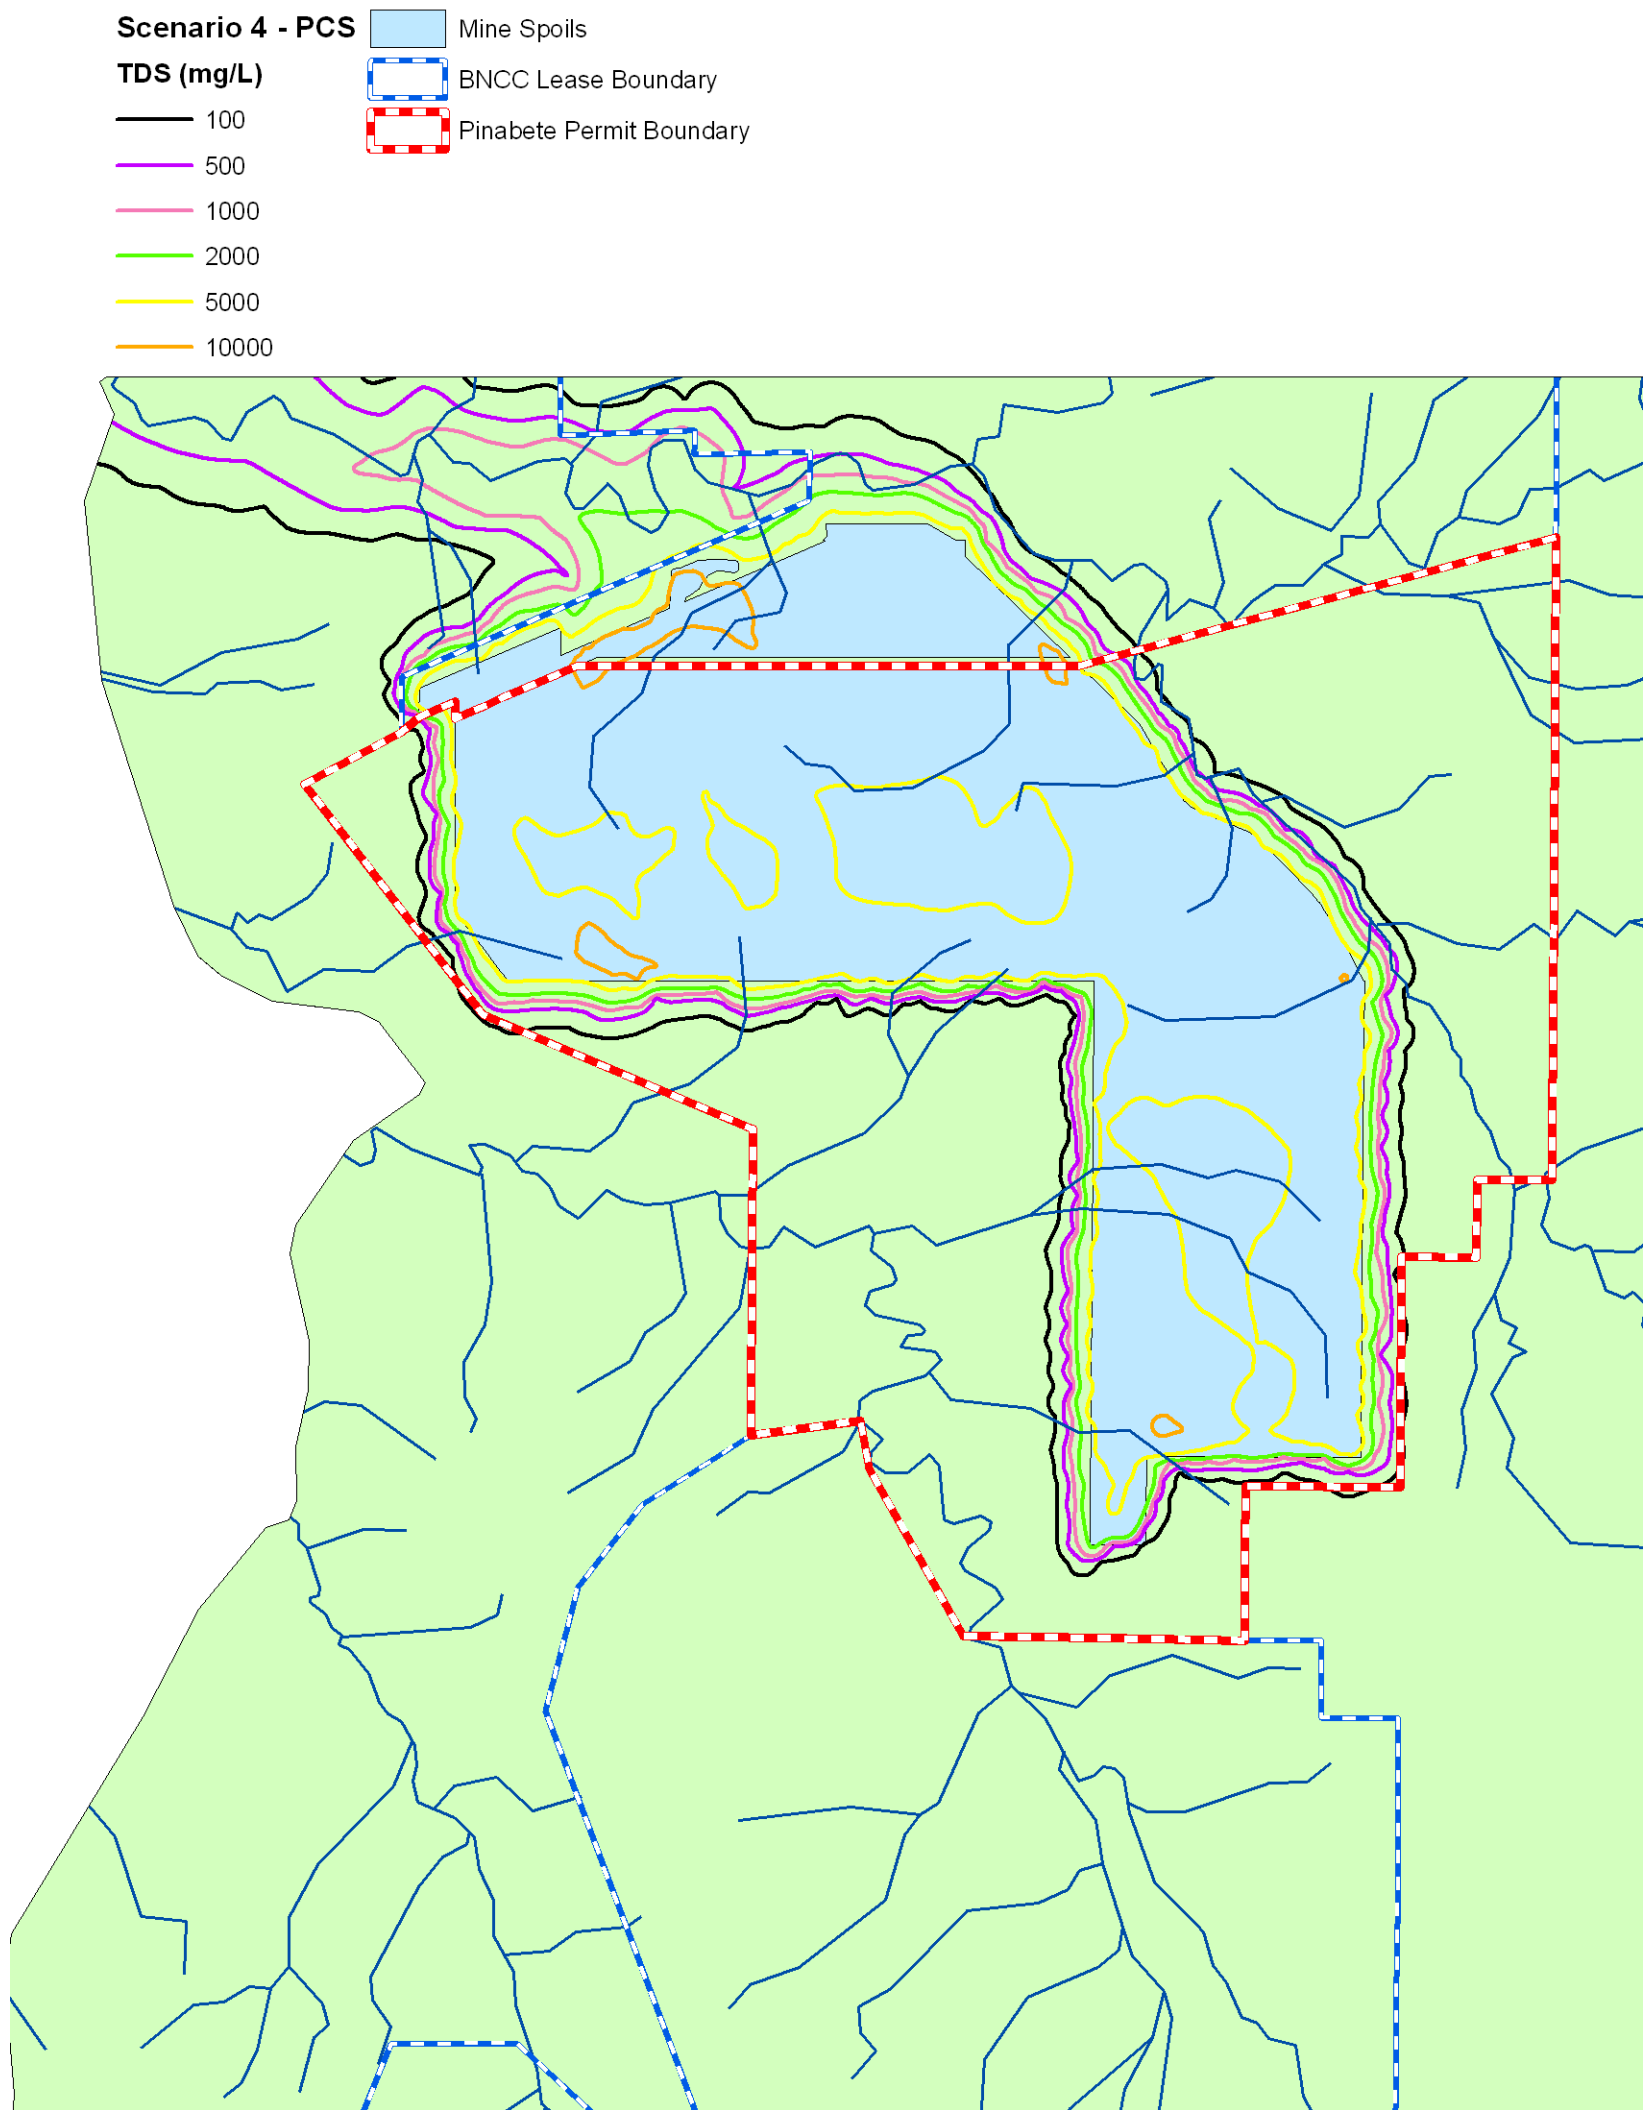 Scenario 4 - PCS
TDS (mg/L)
100
500
1000
2000
5000
10000
Mine Spoils
BNCC Lease Boundary
Pinabete Permit Boundary